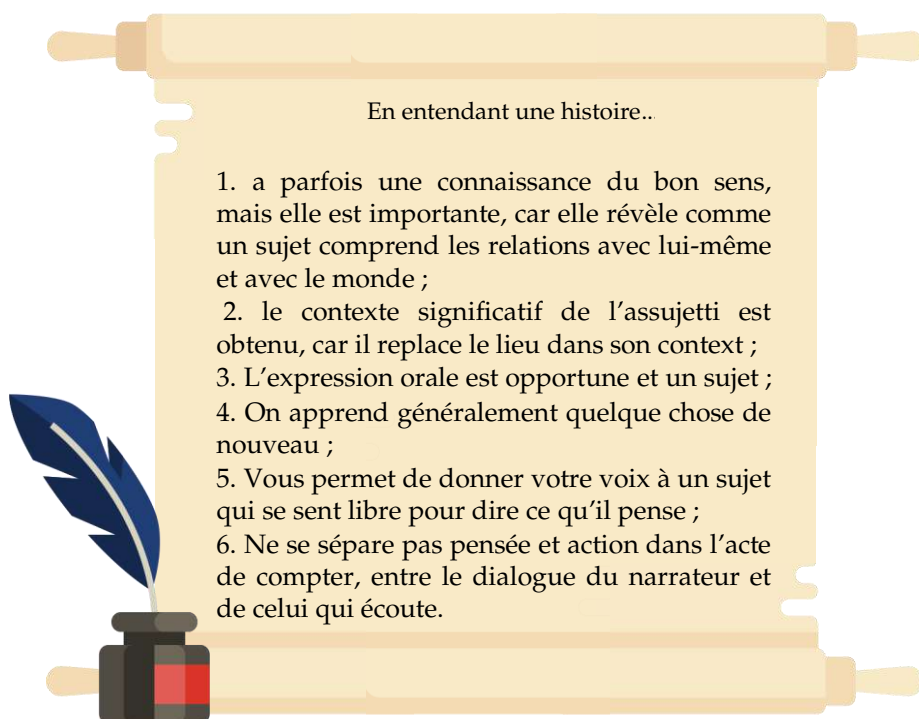 En entendant une histoire..
1. a parfois une connaissance du bon sens,
mais elle est importante, car elle révèle comme
un sujet comprend les relations avec lui-même
et avec le monde ;
2. le contexte significatif de l’assujetti est
obtenu, car il replace le lieu dans son context ;
3. L’expression orale est opportune et un sujet ;
4. On apprend généralement quelque chose de
nouveau ;
5. Vous permet de donner votre voix à un sujet
qui se sent libre pour dire ce qu’il pense ;
6. Ne se sépare pas pensée et action dans l’acte
de compter, entre le dialogue du narrateur et
de celui qui écoute.